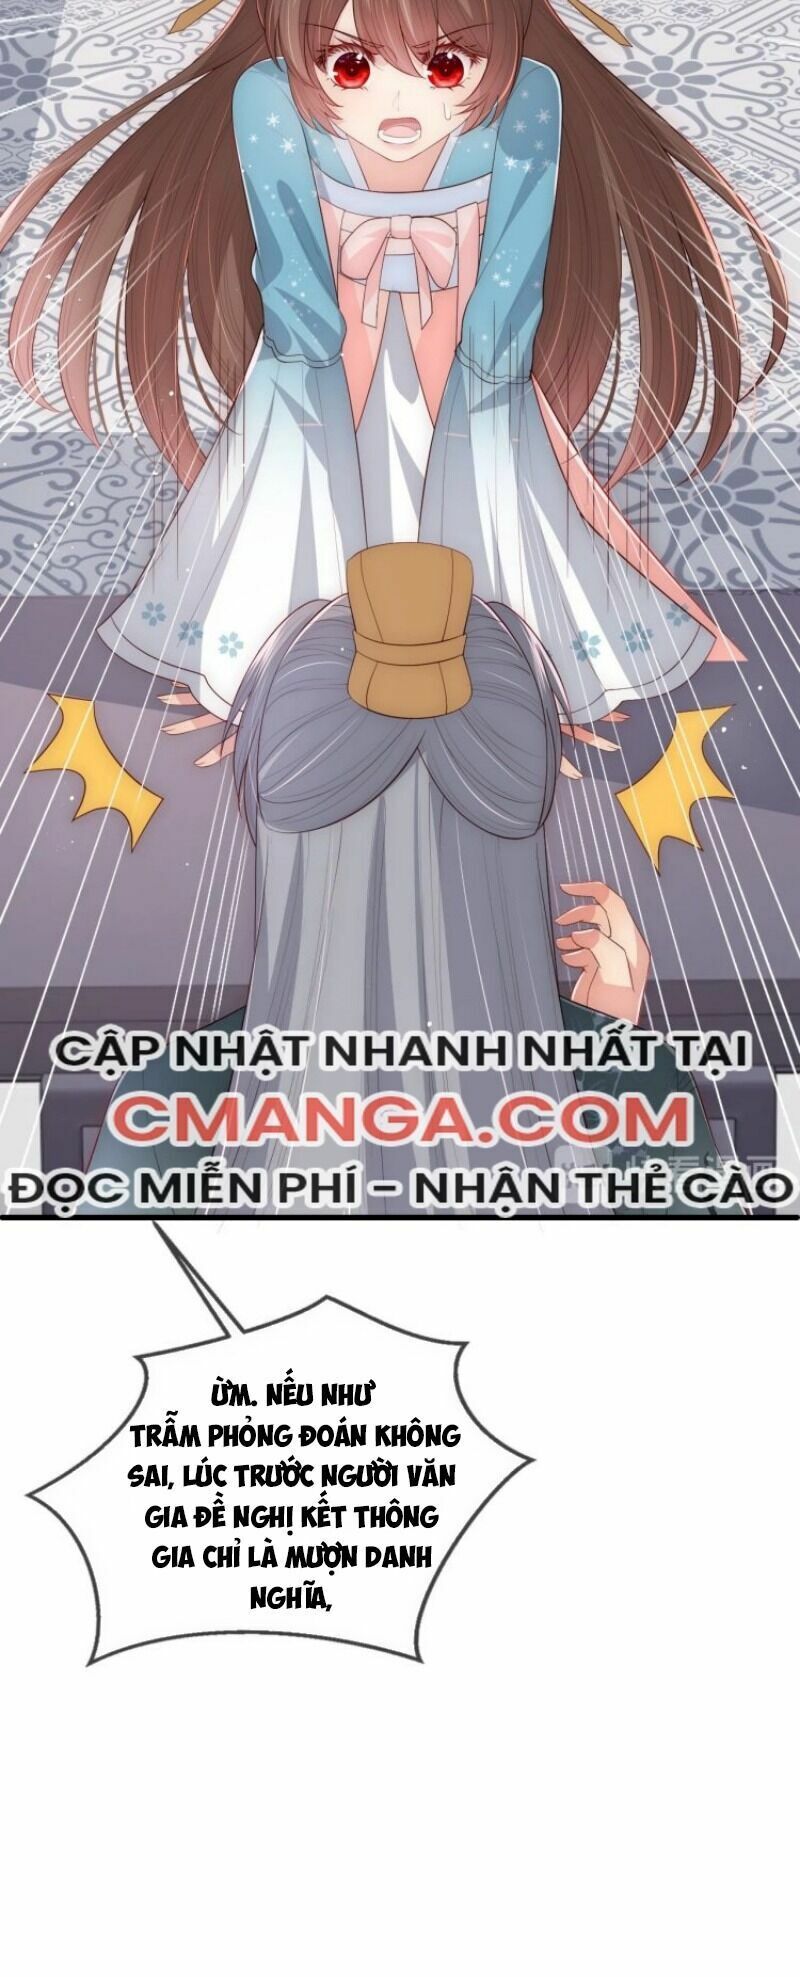 CẬP NHẬT NHANH NHẤT TẠI
CMANGA.COM
ĐỌC MIỄN PHÍ - NHẬN THẺ CÀO
ỪM. NẾU NHƯ
TRẪM PHỎNG ĐOÁN KHÔNG
SAI, LÚC TRƯỚC NGƯỜI VĂN
GIA ĐỀ NGHỊ KẾT THÔNG
GIA CHỈ LÀ MƯỢN DANH
NGHĨA,